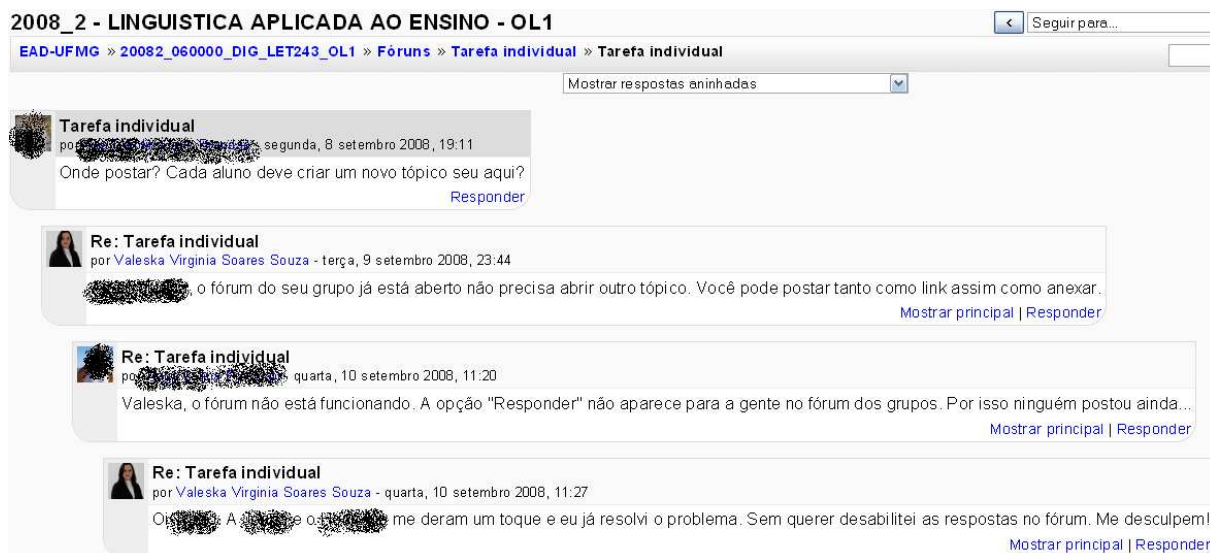 2008_2 - LINGUISTICA APLICADA AO ENSINO - OL1
< Seguir para...
EAD-UFMG » 20082_060000_DIG_LET243_OL1 » Fóruns » Tarefa individual » Tarefa individual
Mostrar respostas aninhadas
Tarefa individual
por - segunda, 8 setembro 2008, 19:11
Onde postar? Cada aluno deve criar um novo tópico seu aqui?
Responder
Re: Tarefa individual
por Valeska Virginia Soares Souza - terça, 9 setembro 2008, 23:44
, o fórum do seu grupo já está aberto não precisa abrir outro tópico. Você pode postar tanto como link assim como anexar.
Mostrar principal | Responder
Re: Tarefa individual
por - quarta, 10 setembro 2008, 11:20
Valeska, o fórum não está funcionando. A opção "Responder" não aparece para a gente no fórum dos grupos. Por isso ninguém postou ainda...
Mostrar principal | Responder
Re: Tarefa individual
por Valeska Virginia Soares Souza - quarta, 10 setembro 2008, 11:27
Oi . A e o me deram um toque e eu já resolvi o problema. Sem querer desabilitei as respostas no fórum. Me desculpem!
Mostrar principal | Responder